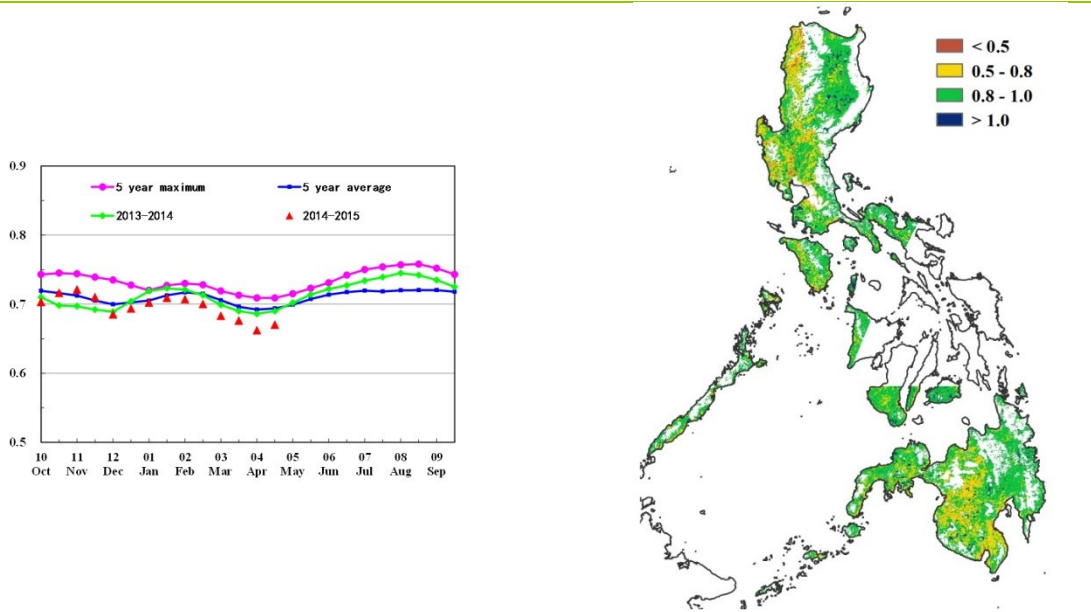 0.9
0.8
0.7
0.6
0.5
5 year maximum
5 year average
2013-2014
2014-2015
10 11 12 01 02 03 04 05 06 07 08 09
Oct Nov Dec Jan Feb Mar Apr May Jun Jul Aug Sep
< 0.5
0.5 - 0.8
0.8 - 1.0
> 1.0